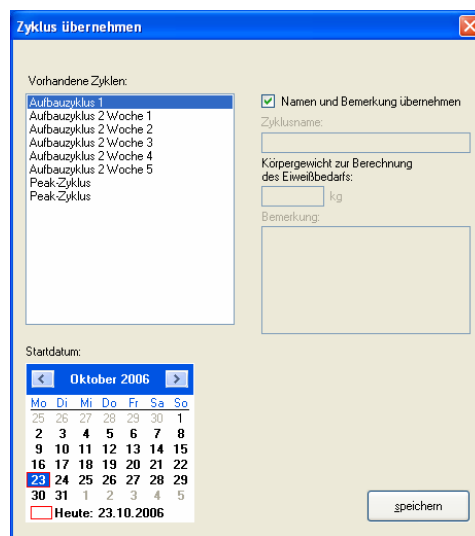 Zyklus übernehmen
Vorhandene Zyklen:
Aufbauzyklus 1
Aufbauzyklus 2 Woche 1
Aufbauzyklus 2 Woche 2
Aufbauzyklus 2 Woche 3
Aufbauzyklus 2 Woche 4
Aufbauzyklus 2 Woche 5
Peak-Zyklus
Peak-Zyklus
Namen und Bemerkung übernehmen
Zyklusname:
Körpergewicht zur Berechnung
des Eiweißbedarfs:
kg
Bemerkung:
Startdatum:
Oktober 2006
Mo Di Mi Do Fr Sa So
25 26 27 28 29 30 1
2 3 4 5 6 7 8
9 10 11 12 13 14 15
16 17 18 19 20 21 22
23 24 25 26 27 28 29
30 31 1 2 3 4 5
Heute: 23.10.2006
speichern